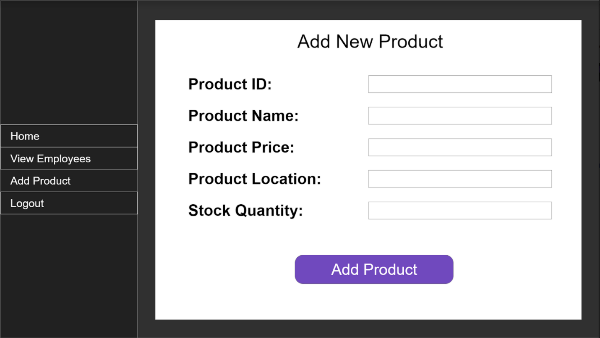 Home
View Employees
Add Product
Logout
Add New Product
Product ID:
Product Name:
Product Price:
Product Location:
Stock Quantity:
Add Product